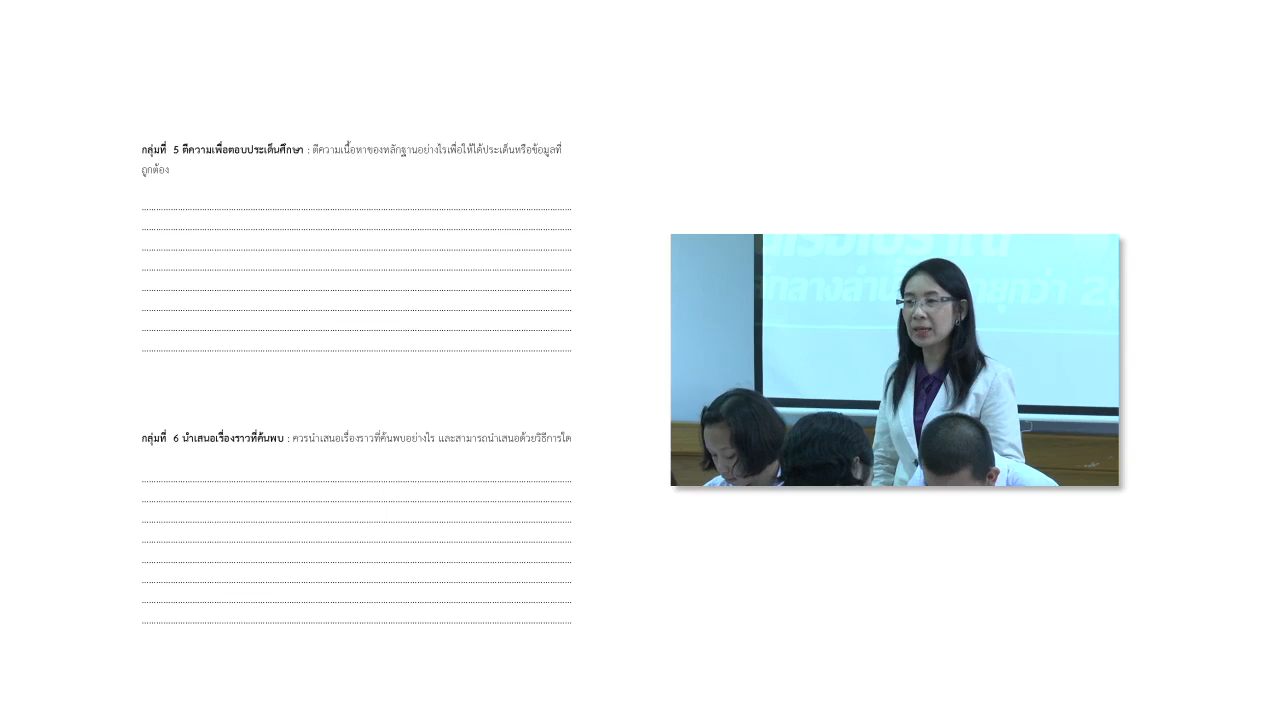 กลุ่มที่ 5 ตีความเพื่อตอบประเด็นศึกษา : ตีความเนื้อหาของหลักฐานอย่างไรเพื่อให้ได้ประเด็นหรือข้อมูลที่
ถูกต้อง
กลุ่มที่ 6 นำเสนอเรื่องราวที่ค้นพบ : ควรนำเสนอเรื่องราวที่ค้นพบอย่างไร และสามารถนำเสนอด้วยวิธีการใด